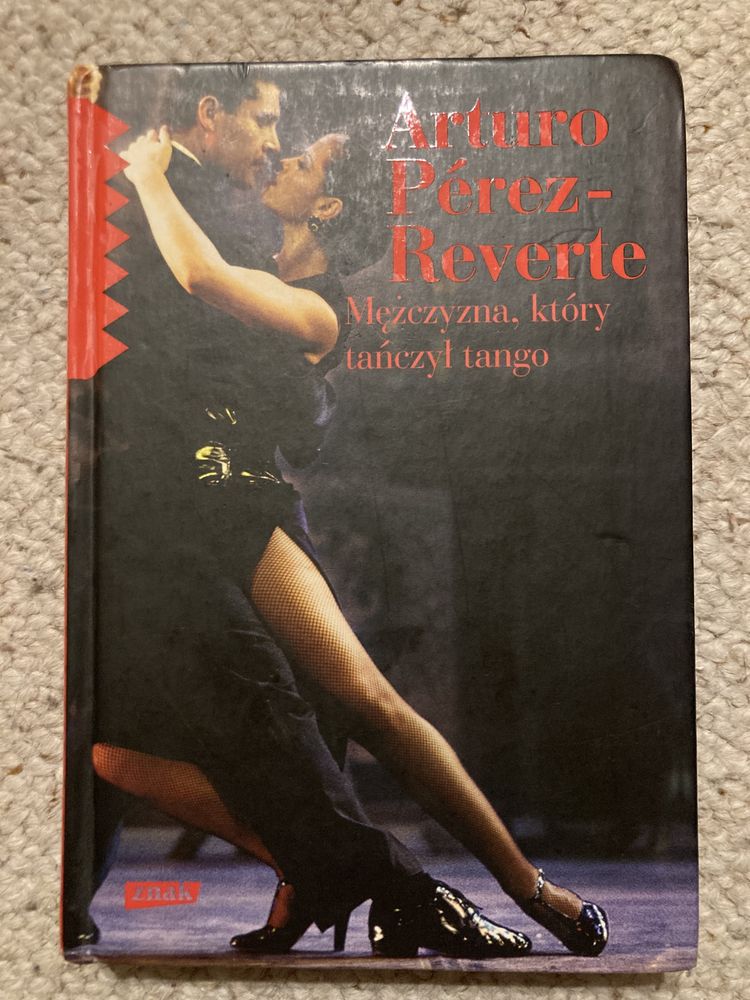 Arturo
Pérez-
Reverte
Mężczyzna, który
tańczył tango
znak